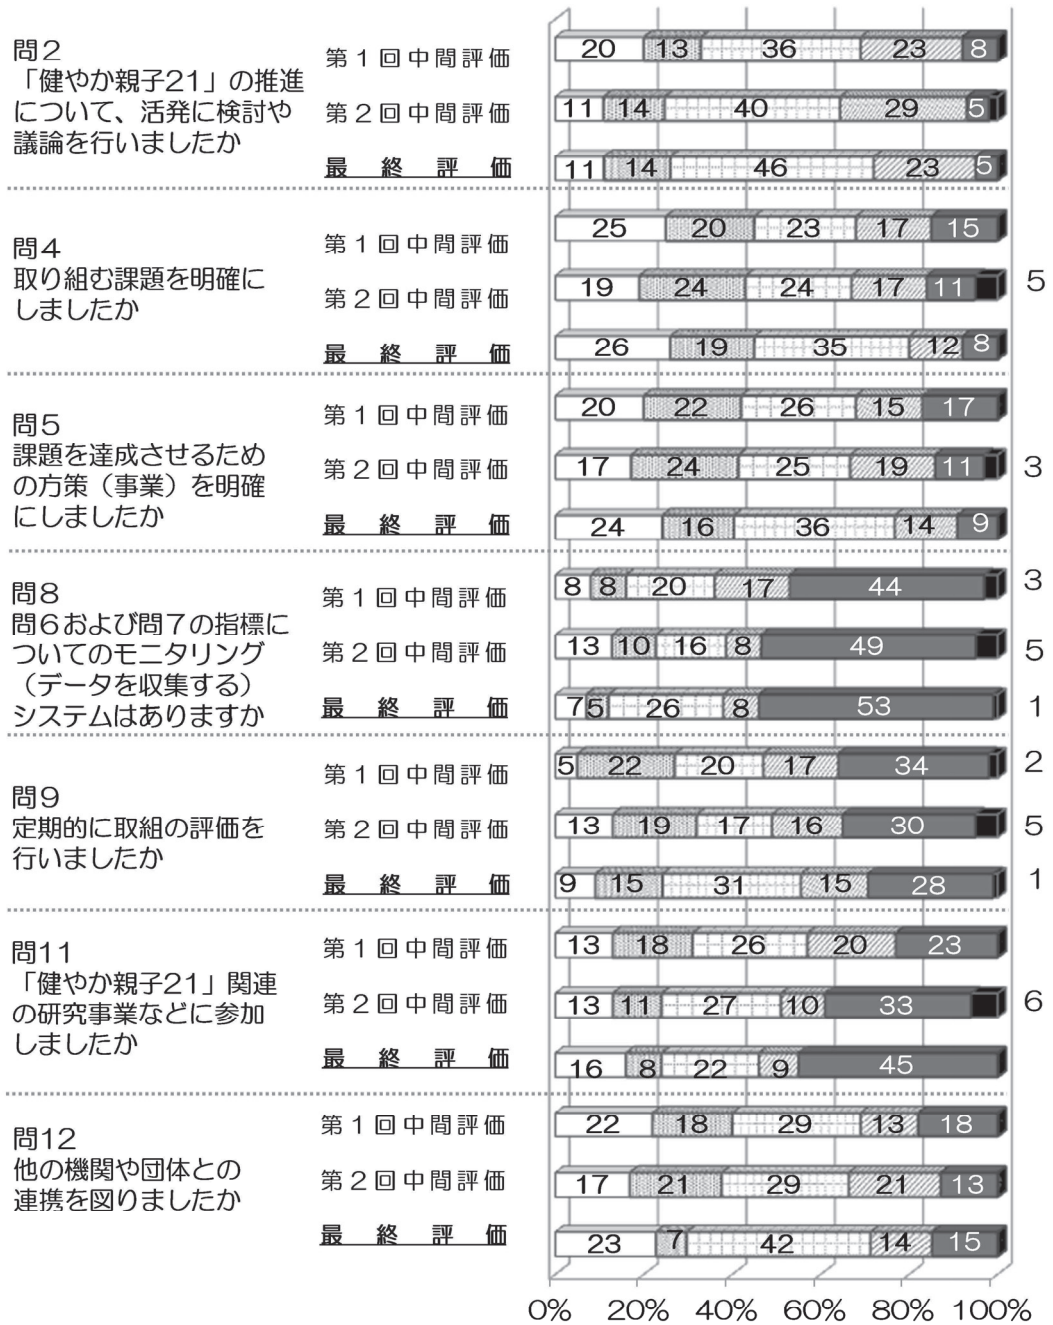 問2
「健やか親子21」の推進
について、活発に検討や
議論を行いましたか
第1回中間評価
20 13 36 23 8
第2回中間評価
11 14 40 29 5
最終評価
11 14 46 23 5
問4
取り組む課題を明確に
しましたか
第1回中間評価
25 20 23 17 15
第2回中間評価
19 24 24 17 11 5
最終評価
26 19 35 12 8
問5
課題を達成させるため
の方策（事業）を明確
にしましたか
第1回中間評価
20 22 26 15 17
第2回中間評価
17 24 25 19 11 3
最終評価
24 16 36 14 9
問8
問6および問7の指標に
ついてのモニタリング
（データを収集する）
システムはありますか
第1回中間評価
8 8 20 17 44 3
第2回中間評価
13 10 16 8 49 5
最終評価
7 5 26 8 53 1
問9
定期的に取組の評価を
行いましたか
第1回中間評価
5 22 20 17 34 2
第2回中間評価
13 19 17 16 30 5
最終評価
9 15 31 15 28 1
問11
「健やか親子21」関連
の研究事業などに参加
しましたか
第1回中間評価
13 18 26 20 23
第2回中間評価
13 11 27 10 33 6
最終評価
16 8 22 9 45
問12
他の機関や団体との
連携を図りましたか
第1回中間評価
22 18 29 13 18
第2回中間評価
17 21 29 21 13
最終評価
23 7 42 14 15
0% 20% 40% 60% 80% 100%